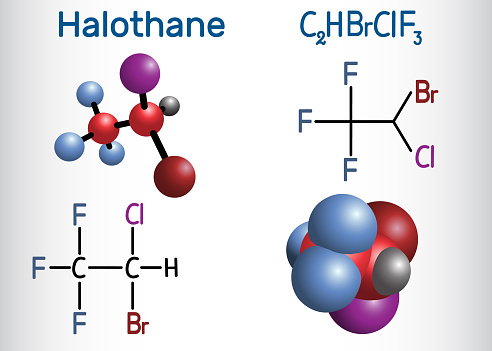 Halothane
C₂HBrClF₃
F
Br
F
F
Cl
F Cl
F C C H
F Br